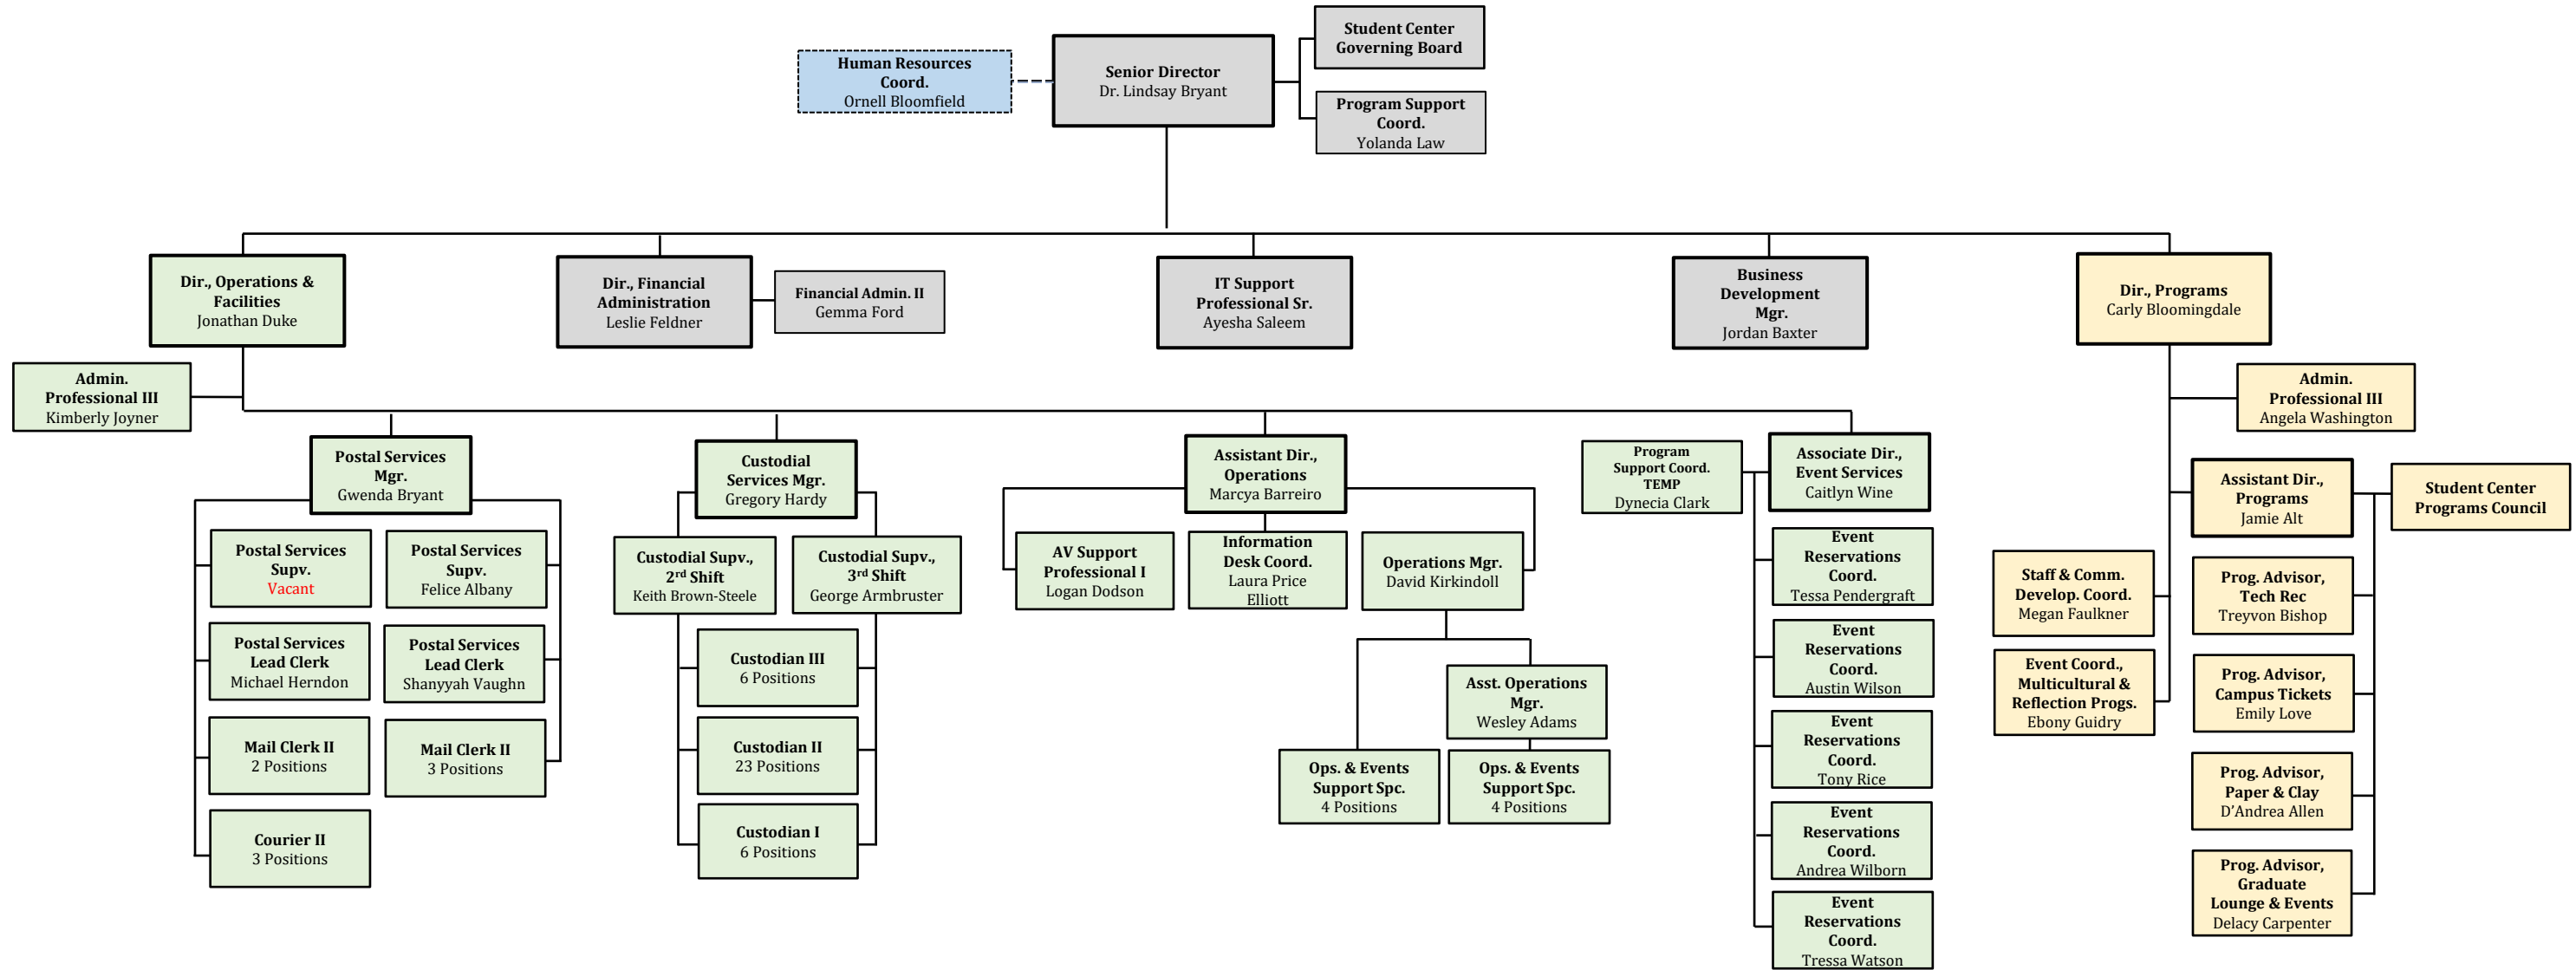 Student Center
Governing Board
Human Resources
Coord.
Ornell Bloomfield
Senior Director
Dr. Lindsay Bryant
Program Support
Coord.
Yolanda Law
Dir., Operations &
Facilities
Jonathan Duke
Dir., Financial
Administration
Leslie Feldner
Financial Admin. II
Gemma Ford
IT Support
Professional Sr.
Ayesha Saleem
Business
Development
Mgr.
Jordan Baxter
Dir., Programs
Carly Bloomingdale
Admin.
Professional III
Kimberly Joyner
Admin.
Professional III
Angela Washington
Postal Services
Mgr.
Gwenda Bryant
Postal Services
Supv.
Vacant
Postal Services
Supv.
Felice Albany
Postal Services
Lead Clerk
Michael Herndon
Postal Services
Lead Clerk
Shanyyah Vaughn
Mail Clerk II
2 Positions
Mail Clerk II
3 Positions
Courier II
3 Positions
Custodial
Services Mgr.
Gregory Hardy
Custodial Supv.,
2rd Shift
Keith Brown-Steele
Custodial Supv.,
3rd Shift
George Armbruster
Custodian III
6 Positions
Custodian II
23 Positions
Custodian I
6 Positions
Assistant Dir.,
Operations
Marcya Barreiro
AV Support
Professional I
Logan Dodson
Information
Desk Coord.
Laura Price
Elliott
Operations Mgr.
David Kirkindoll
Asst. Operations
Mgr.
Wesley Adams
Ops. & Events
Support Spc.
4 Positions
Ops. & Events
Support Spc.
4 Positions
Program
Support Coord.
TEMP
Dynecia Clark
Associate Dir.,
Event Services
Caitlyn Wine
Event
Reservations
Coord.
Tessa Pendergraft
Event
Reservations
Coord.
Austin Wilson
Event
Reservations
Coord.
Tony Rice
Event
Reservations
Coord.
Andrea Wilborn
Event
Reservations
Coord.
Tressa Watson
Assistant Dir.,
Programs
Jamie Alt
Student Center
Programs Council
Staff & Comm.
Develop. Coord.
Megan Faulkner
Event Coord.,
Multicultural &
Reflection Progs.
Ebony Guidry
Prog. Advisor,
Tech Rec
Treyvon Bishop
Prog. Advisor,
Campus Tickets
Emily Love
Prog. Advisor,
Paper & Clay
D’Andrea Allen
Prog. Advisor,
Graduate
Lounge & Events
Delacy Carpenter